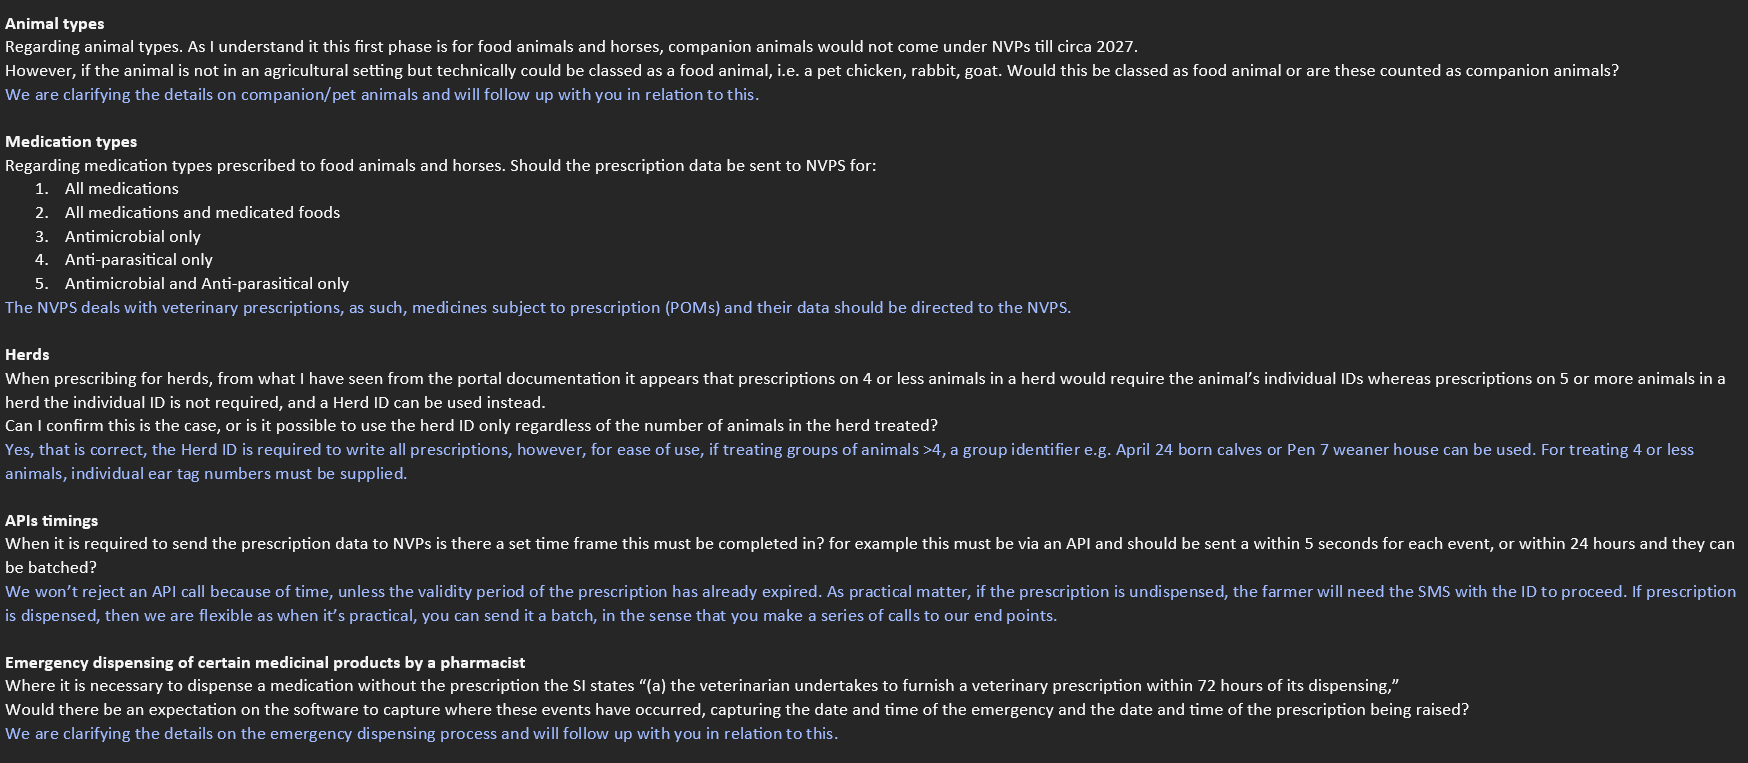 Animal types
Regarding animal types. As I understand it this first phase is for food animals and horses, companion animals would not come under NVPs till circa 2027.
However, if the animal is not in an agricultural setting but technically could be classed as a food animal, i.e. a pet chicken, rabbit, goat. Would this be classed as food animal or are these counted as companion animals?
We are clarifying the details on companion/pet animals and will follow up with you in relation to this.
Medication types
Regarding medication types prescribed to food animals and horses. Should the prescription data be sent to NVPS for:
1. All medications
2. All medications and medicated foods
3. Antimicrobial only
4. Anti-parasitical only
5. Antimicrobial and Anti-parasitical only
The NVPS deals with veterinary prescriptions, as such, medicines subject to prescription (POMs) and their data should be directed to the NVPS.
Herds
When prescribing for herds, from what I have seen from the portal documentation it appears that prescriptions on 4 or less animals in a herd would require the animal's individual IDs whereas prescriptions on 5 or more animals in a
herd the individual ID is not required, and a Herd ID can be used instead.
Can I confirm this is the case, or is it possible to use the herd ID only regardless of the number of animals in the herd treated?
Yes, that is correct, the Herd ID is required to write all prescriptions, however, for ease of use, if treating groups of animals >4, a group identifier e.g. April 24 born calves or Pen 7 weaner house can be used. For treating 4 or less
animals, individual ear tag numbers must be supplied.
APIs timings
When it is required to send the prescription data to NVPs is there a set time frame this must be completed in? for example this must be via an API and should be sent a within 5 seconds for each event, or within 24 hours and they can
be batched?
We won't reject an API call because of time, unless the validity period of the prescription has already expired. As practical matter, if the prescription is undispensed, the farmer will need the SMS with the ID to proceed. If prescription
is dispensed, then we are flexible as when it's practical, you can send it a batch, in the sense that you make a series of calls to our end points.
Emergency dispensing of certain medicinal products by a pharmacist
Where it is necessary to dispense a medication without the prescription the SI states “(a) the veterinarian undertakes to furnish a veterinary prescription within 72 hours of its dispensing,”
Would there be an expectation on the software to capture where these events have occurred, capturing the date and time of the emergency and the date and time of the prescription being raised?
We are clarifying the details on the emergency dispensing process and will follow up with you in relation to this.